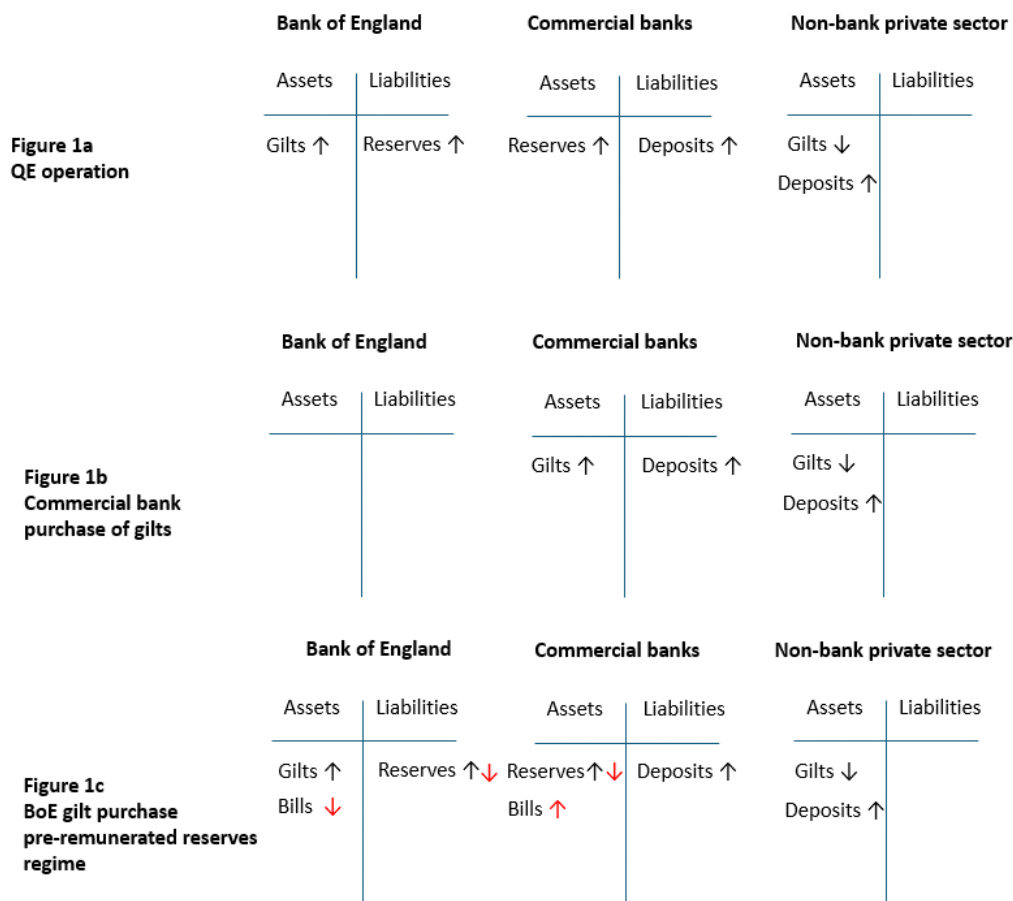 Bank of England Commercial banks Non-bank private sector
Assets Liabilities Assets Liabilities Assets Liabilities
Figure 1a
QE operation
Gilts ↑ Reserves ↑ Reserves ↑ Deposits ↑ Gilts ↓
Deposits ↑
Bank of England Commercial banks Non-bank private sector
Assets Liabilities Assets Liabilities Assets Liabilities
Figure 1b
Commercial bank
purchase of gilts
Gilts ↑ Deposits ↑ Gilts ↓
Deposits ↑
Bank of England Commercial banks Non-bank private sector
Assets Liabilities Assets Liabilities Assets Liabilities
Figure 1c
BoE gilt purchase
pre-remunerated reserves
regime
Gilts ↑ Reserves ↑↓ Reserves↑↓ Deposits ↑ Gilts ↓
Bills ↓ Bills ↑ Deposits ↑